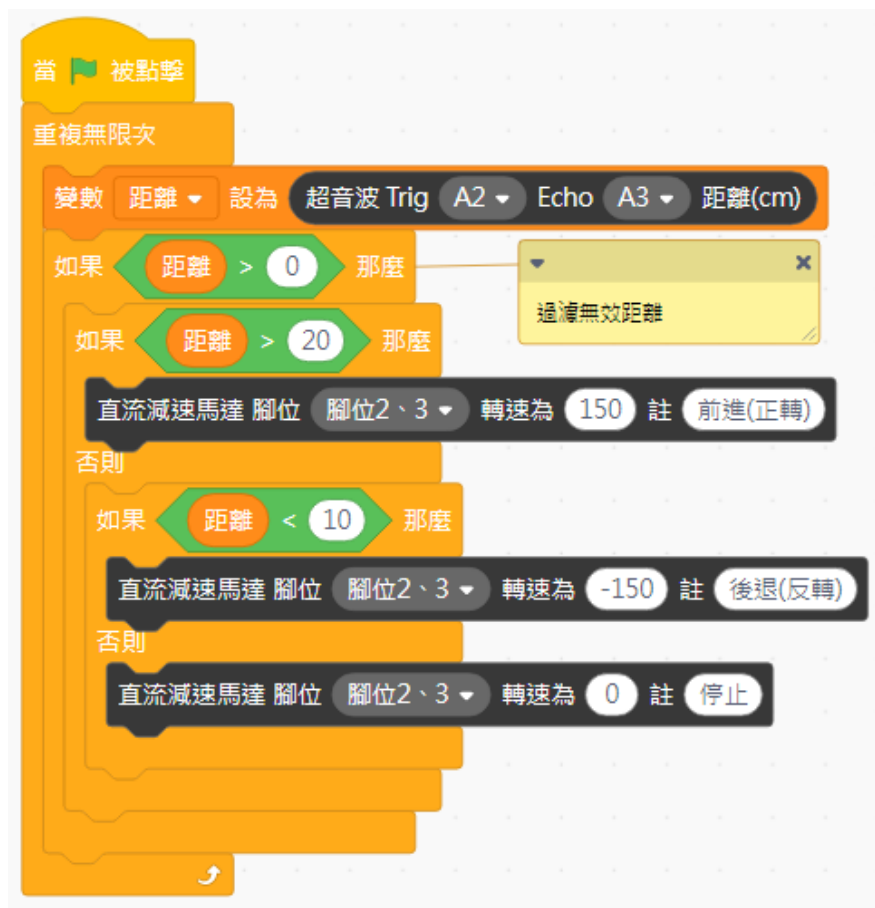 當 被點擊
重複無限次
變數 距離 設為 超音波 Trig A2 Echo A3 距離(cm)
如果 距離 > 0 那麼
過濾無效距離
如果 距離 > 20 那麼
直流減速馬達 腳位 腳位2、3 轉速為 150 註 前進(正轉)
否則
如果 距離 < 10 那麼
直流減速馬達 腳位 腳位2、3 轉速為 -150 註 後退(反轉)
否則
直流減速馬達 腳位 腳位2、3 轉速為 0 註 停止